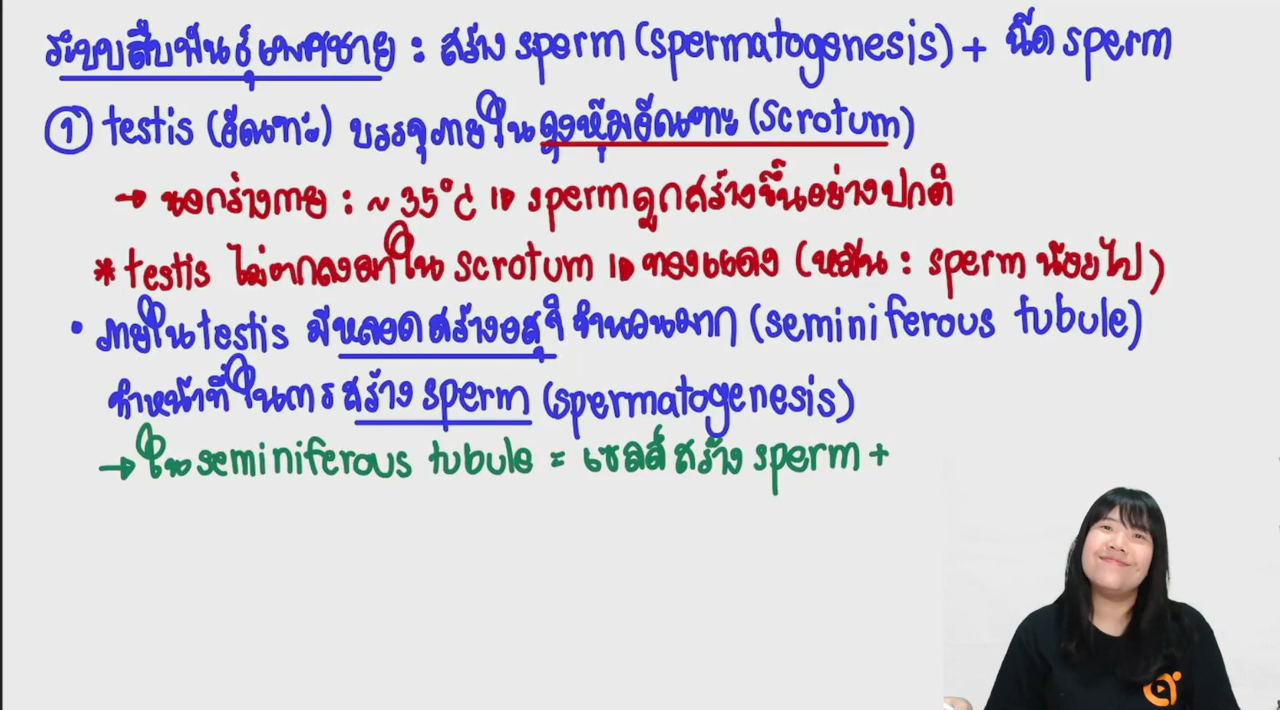 ระบบสืบพันธุ์เพศชาย : สร้าง sperm (spermatogenesis) + ฉีด sperm
① testis (อัณฑะ) บรรจุภายในถุงหุ้มอัณฑะ (Scrotum)
→ นอกร่างกาย : ~ 35°C ⇒ sperm ถูกสร้างขึ้นอย่างปกติ
* testis ไม่ตกลงมาใน scrotum ⇒ ทองแดง (หมัน : sperm น้อยไป)
• ภายใน testis มีหลอดสร้างอสุจิจำนวนมาก (seminiferous tubule)
ทำหน้าที่ในการสร้าง sperm (spermatogenesis)
→ ใน seminiferous tubule = เซลล์สร้าง sperm +